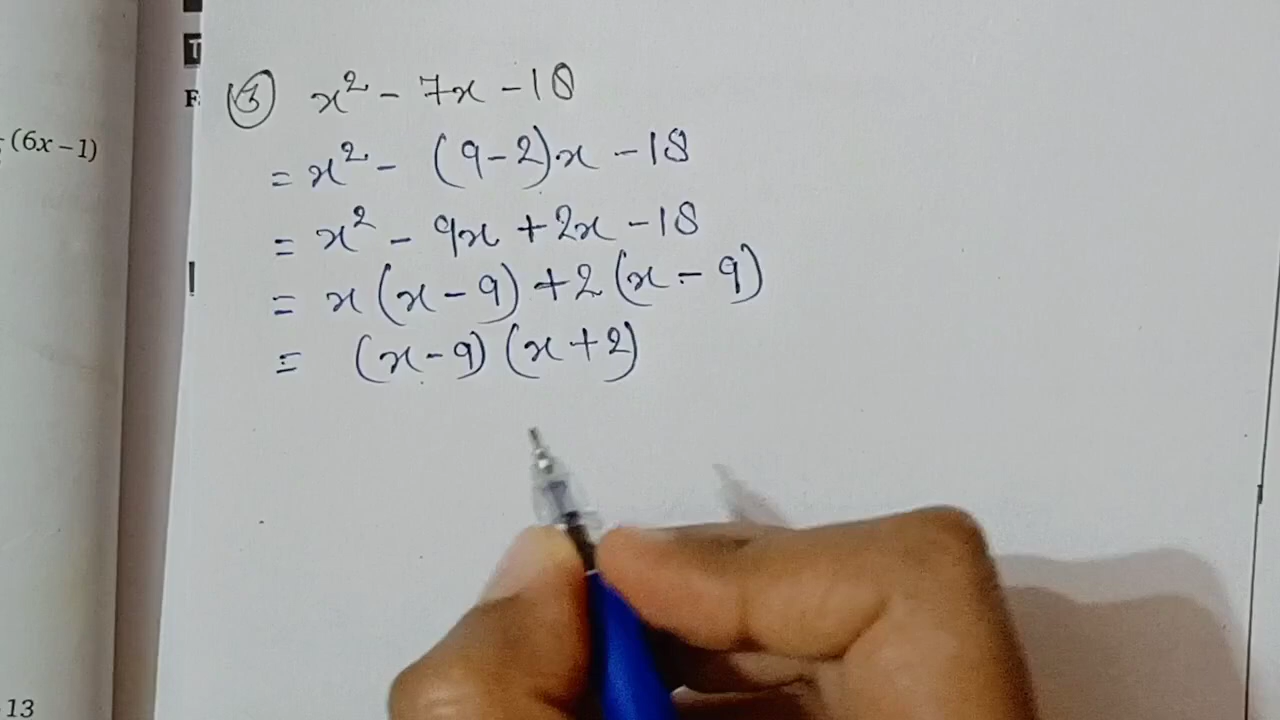 T
F
(6x-1)
③ x² - 7x - 18
= x² - (9-2)x - 18
= x² - 9x + 2x - 18
= x(x-9) + 2(x-9)
= (x-9)(x+2)
13